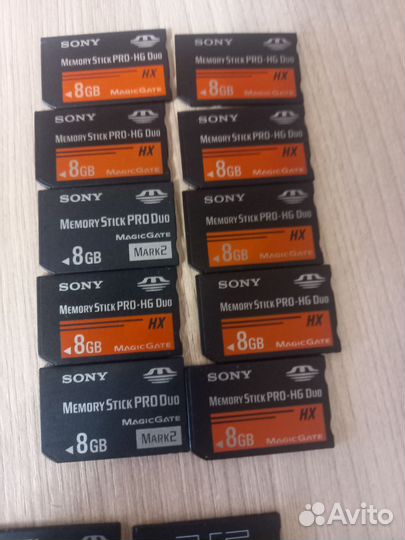 SONY
MEMORY STICK PRO-HG DUO
HX
8GB
MAGICGATE
SONY
MEMORY STICK PRO-HG DUO
HX
8GB
MAGICGATE
SONY
MEMORY STICK PRO-HG DUO
HX
8GB
MAGICGATE
SONY
MEMORY STICK PRO-HG DUO
HX
8GB
MAGICGATE
SONY
MEMORY STICK PRO DUO
MAGICGATE
8GB
MARK2
SONY
MEMORY STICK PRO-HG DUO
HX
8GB
MAGICGATE
SONY
MEMORY STICK PRO-HG DUO
HX
8GB
MAGICGATE
SONY
MEMORY STICK PRO-HG DUO
HX
8GB
MAGICGATE
SONY
MEMORY STICK PRO DUO
MAGICGATE
8GB
MARK2
SONY
MEMORY STICK PRO-HG DUO
HX
8GB
MAGICGATE
Avito